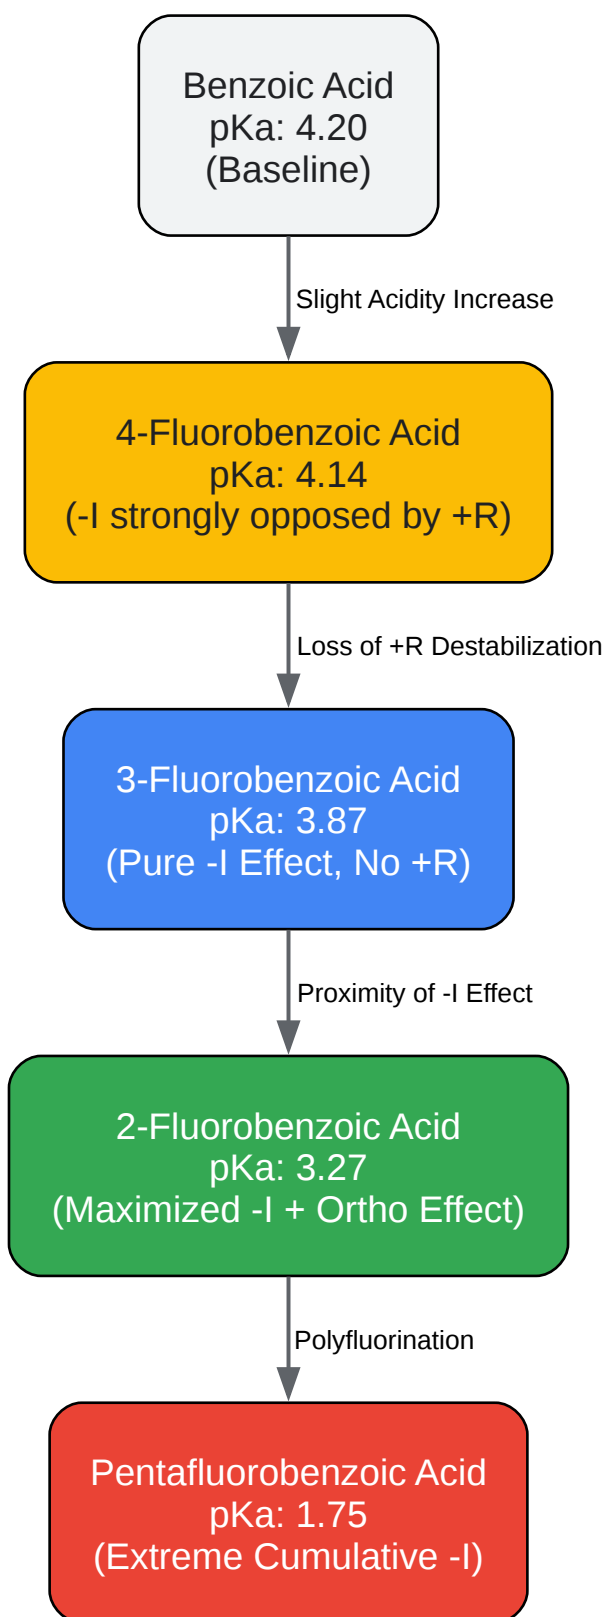 Benzoic Acid
pKa: 4.20
(Baseline)
Slight Acidity Increase
4-Fluorobenzoic Acid
pKa: 4.14
(-I strongly opposed by +R)
Loss of +R Destabilization
3-Fluorobenzoic Acid
pKa: 3.87
(Pure -I Effect, No +R)
Proximity of -I Effect
2-Fluorobenzoic Acid
pKa: 3.27
(Maximized -I + Ortho Effect)
Polyfluorination
Pentafluorobenzoic Acid
pKa: 1.75
(Extreme Cumulative -I)